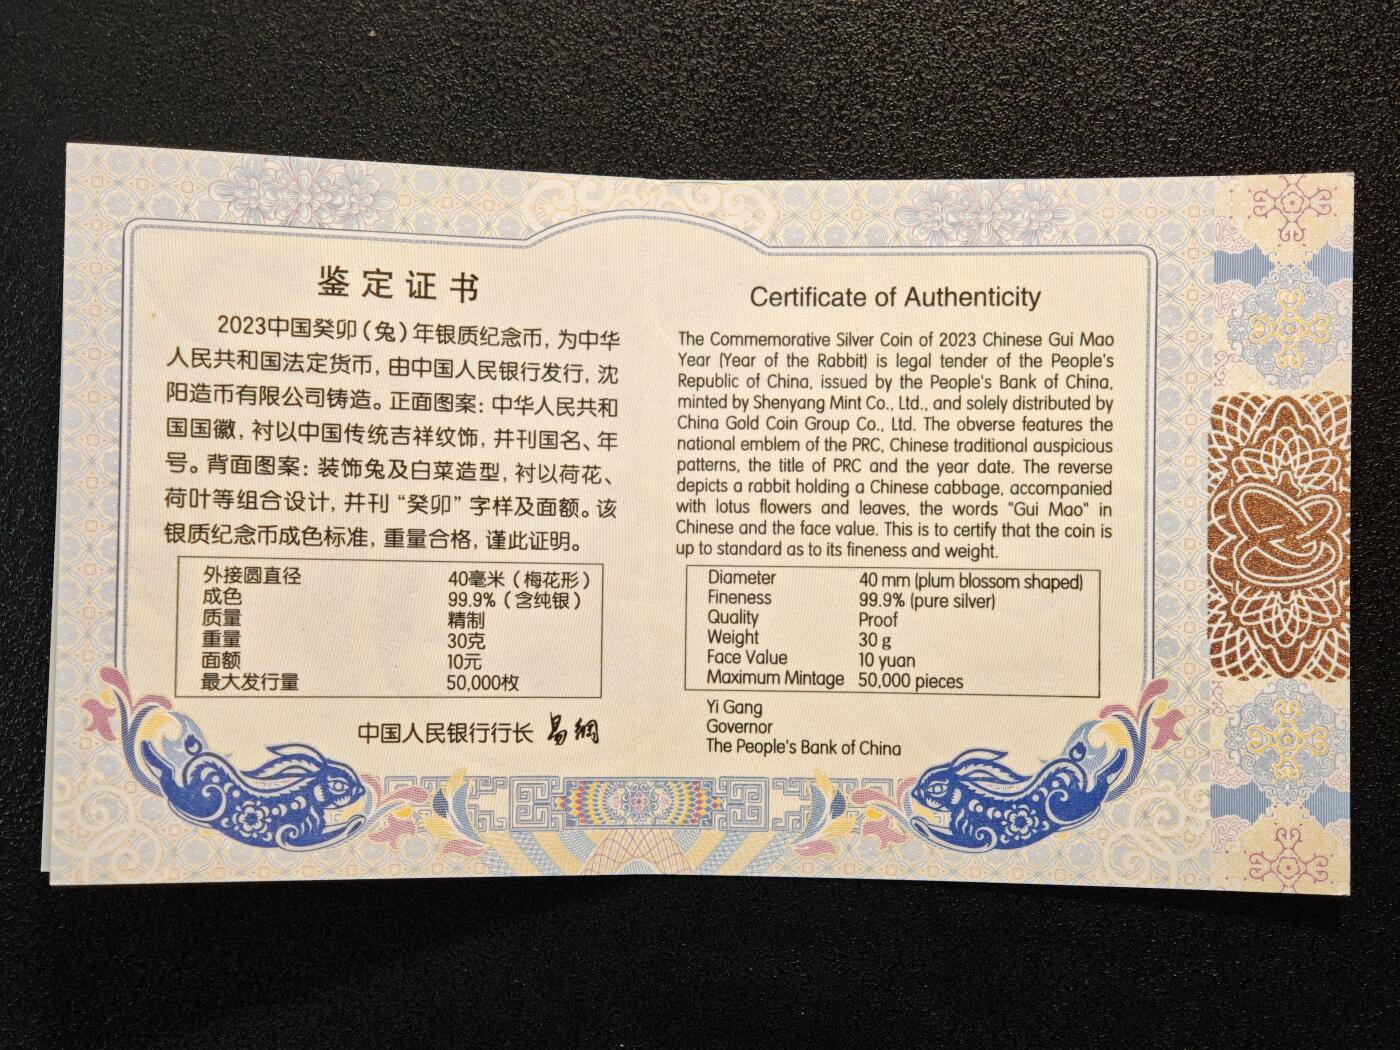 鉴定证书
2023中国癸卯（兔）年银质纪念币，为中华
人民共和国法定货币，由中国人民银行发行，沈
阳造币有限公司铸造。正面图案：中华人民共和
国国徽，衬以中国传统吉祥纹饰，并刊国名、年
号。背面图案：装饰兔及白菜造型，衬以荷花、
荷叶等组合设计，并刊“癸卯”字样及面额。该
银质纪念币成色标准，重量合格，谨此证明。
外接圆直径 40毫米（梅花形）
成色 99.9%（含纯银）
质量 精制
重量 30克
面额 10元
最大发行量 50,000枚
中国人民银行行长 易纲
Certificate of Authenticity
The Commemorative Silver Coin of 2023 Chinese Gui Mao
Year (Year of the Rabbit) is legal tender of the People's
Republic of China, issued by the People's Bank of China,
minted by Shenyang Mint Co., Ltd., and solely distributed by
China Gold Coin Group Co., Ltd. The obverse features the
national emblem of the PRC, Chinese traditional auspicious
patterns, the title of PRC and the year date. The reverse
depicts a rabbit holding a Chinese cabbage, accompanied
with lotus flowers and leaves, the words "Gui Mao" in
Chinese and the face value. This is to certify that the coin is
up to standard as to its fineness and weight.
Diameter 40 mm (plum blossom shaped)
Fineness 99.9% (pure silver)
Quality Proof
Weight 30 g
Face Value 10 yuan
Maximum Mintage 50,000 pieces
Yi Gang
Governor
The People's Bank of China